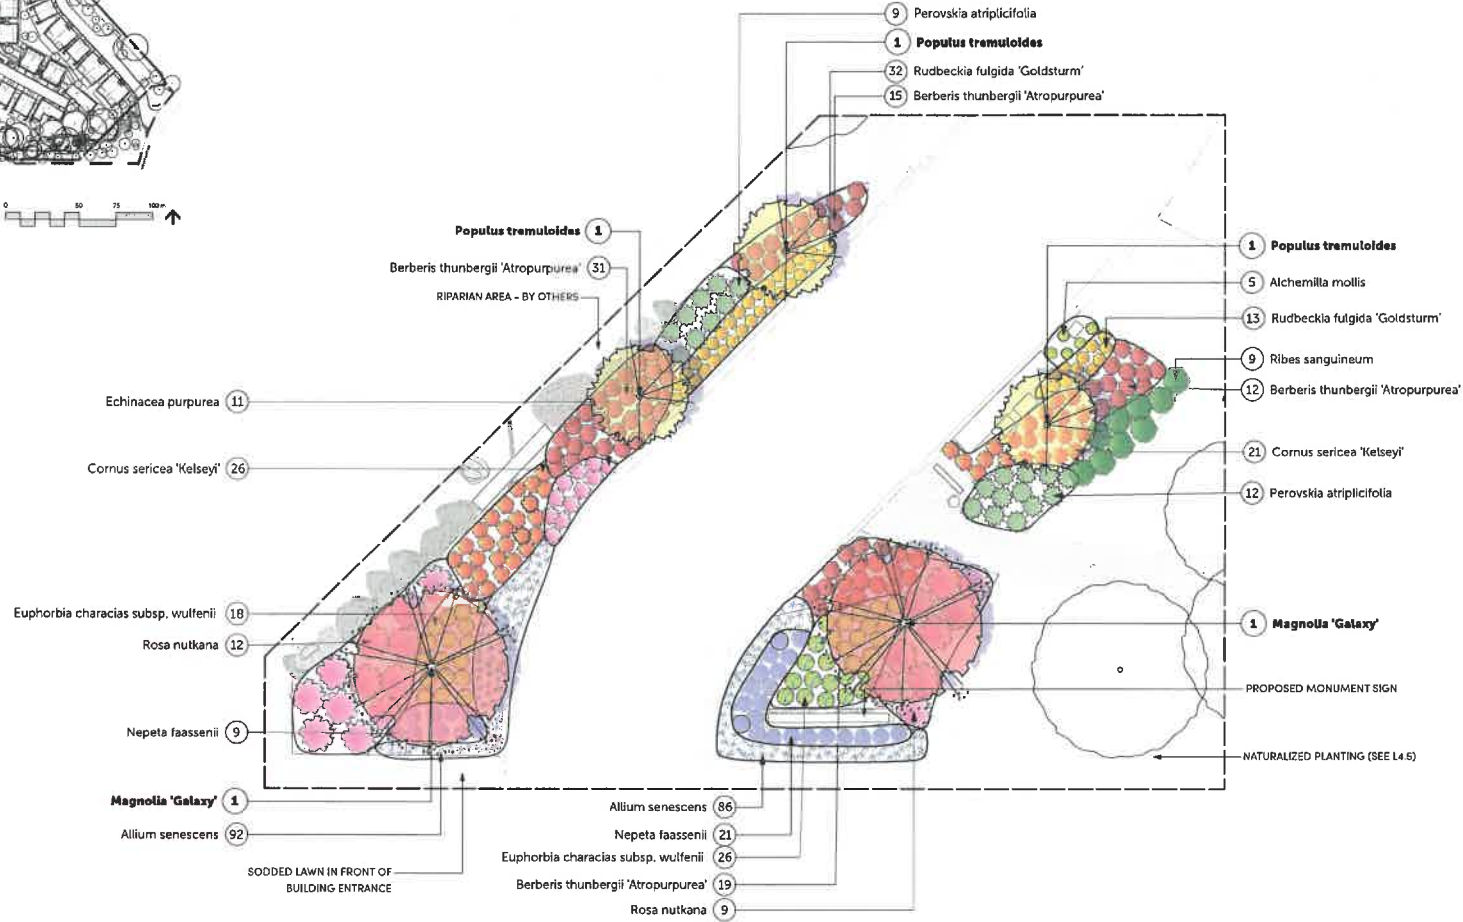 9 Perovskia atriplicifolia
1 Populus tremuloides
32 Rudbeckia fulgida 'Goldsturm'
15 Berberis thunbergii 'Atropurpurea'
0 50 75 100 m
Populus tremuloides 1
Berberis thunbergii 'Atropurpurea' 31
RIPARIAN AREA - BY OTHERS
Echinacea purpurea 11
Cornus sericea 'Kelseyi' 26
Euphorbia characias subsp. wulfenii 18
Rosa nutkana 12
Nepeta faassenii 9
Magnolia 'Galaxy' 1
Allium senescens 92
SODDED LAWN IN FRONT OF
BUILDING ENTRANCE
1 Populus tremuloides
5 Alchemilla mollis
13 Rudbeckia fulgida 'Goldsturm'
9 Ribes sanguineum
12 Berberis thunbergii 'Atropurpurea'
21 Cornus sericea 'Kelseyi'
12 Perovskia atriplicifolia
1 Magnolia 'Galaxy'
PROPOSED MONUMENT SIGN
NATURALIZED PLANTING (SEE L4.5)
Allium senescens 86
Nepeta faassenii 21
Euphorbia characias subsp. wulfenii 26
Berberis thunbergii 'Atropurpurea' 19
Rosa nutkana 9